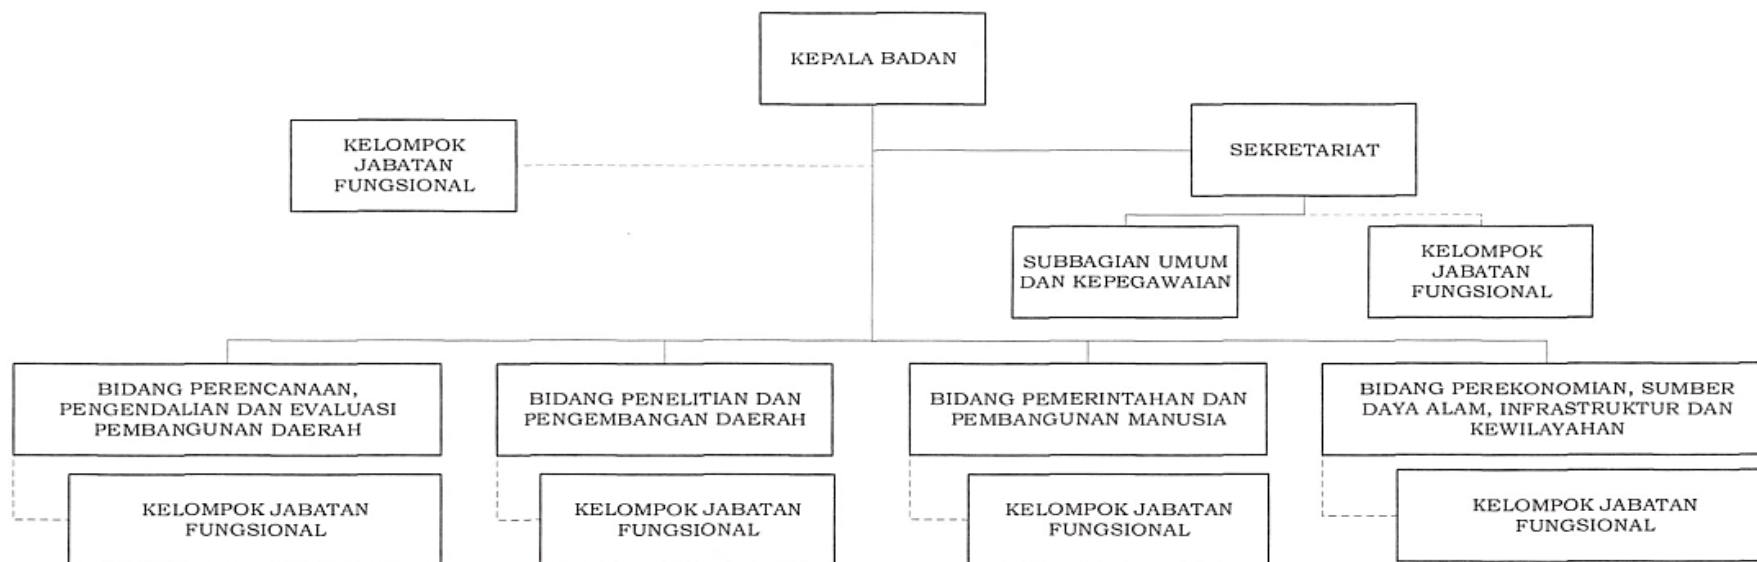 KEPALA BADAN
KELOMPOK
JABATAN
FUNGSIONAL
SEKRETARIAT
SUBBAGIAN UMUM
DAN KEPEGAWAIAN
KELOMPOK
JABATAN
FUNGSIONAL
BIDANG PERENCANAAN,
PENGENDALIAN DAN EVALUASI
PEMBANGUNAN DAERAH
BIDANG PENELITIAN DAN
PENGEMBANGAN DAERAH
BIDANG PEMERINTAHAN DAN
PEMBANGUNAN MANUSIA
BIDANG PEREKONOMIAN, SUMBER
DAYA ALAM, INFRASTRUKTUR DAN
KEWILAYAHAN
KELOMPOK JABATAN
FUNGSIONAL
KELOMPOK JABATAN
FUNGSIONAL
KELOMPOK JABATAN
FUNGSIONAL
KELOMPOK JABATAN
FUNGSIONAL